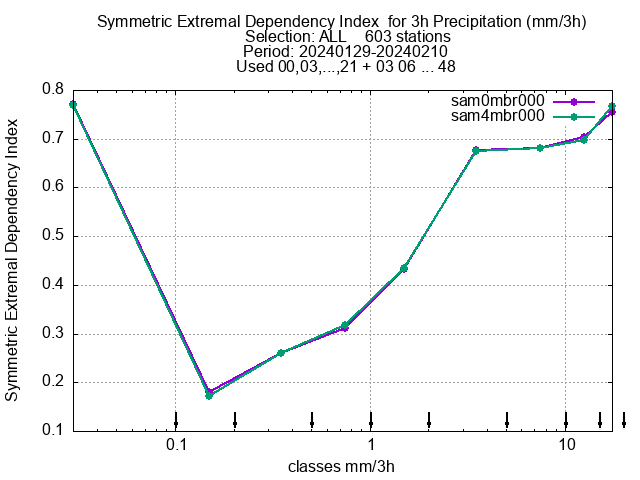 Symmetric Extremal Dependency Index  for 3h Precipitation (mm/3h)
Selection: ALL    603 stations
Period: 20240129-20240210
Used 00,03,...,21 + 03 06 ... 48
sam0mbr000
sam4mbr000
Symmetric Extremal Dependency Index
0.8
0.7
0.6
0.5
0.4
0.3
0.2
0.1
0.1 1 10
classes mm/3h